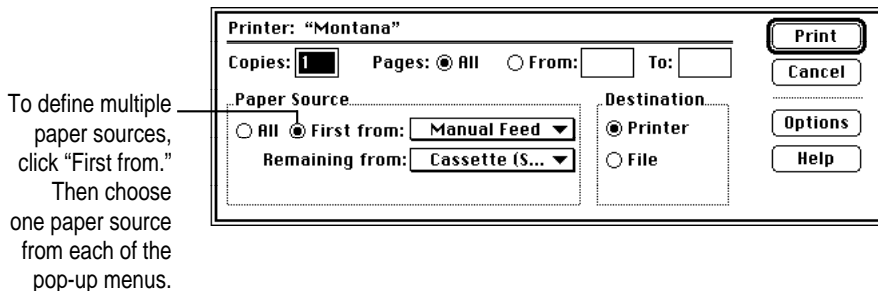 Printer: “Montana”
Print
Copies: 1 Pages: All From: To:
Cancel
Paper Source
Destination
All First from: Manual Feed
Printer
Options
Remaining from: Cassette (S...
File
Help
To define multiple
paper sources,
click “First from.”
Then choose
one paper source
from each of the
pop-up menus.